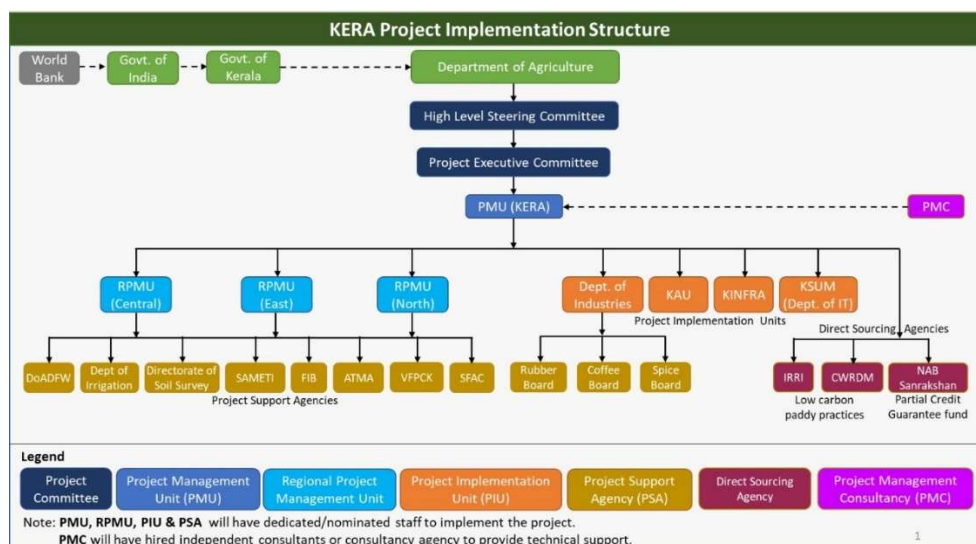 KERA Project Implementation Structure
World
Bank
Govt. of
India
Govt. of
Kerala
Department of Agriculture
High Level Steering Committee
Project Executive Committee
PMU (KERA)
PMC
RPMU
(Central)
RPMU
(East)
RPMU
(North)
Dept. of
Industries
KAU
KINFRA
KSUM
(Dept. of IT)
Project Implementation Units
Direct Sourcing Agencies
DoADFW
Dept of
Irrigation
Directorate of
Soil Survey
SAMETI
FIB
ATMA
VFPCK
SFAC
Project Support Agencies
Rubber
Board
Coffee
Board
Spice
Board
IRRI
CWRDM
NAB
Sanrakshan
Low carbon
paddy practices
Partial Credit
Guarantee fund
Legend
Project
Committee
Project Management
Unit (PMU)
Regional Project
Management Unit
Project Implementation
Unit (PIU)
Project Support
Agency (PSA)
Direct Sourcing
Agency
Project Management
Consultancy (PMC)
Note: PMU, RPMU, PIU & PSA will have dedicated/nominated staff to implement the project.
PMC will have hired independent consultants or consultancy agency to provide technical support.
1